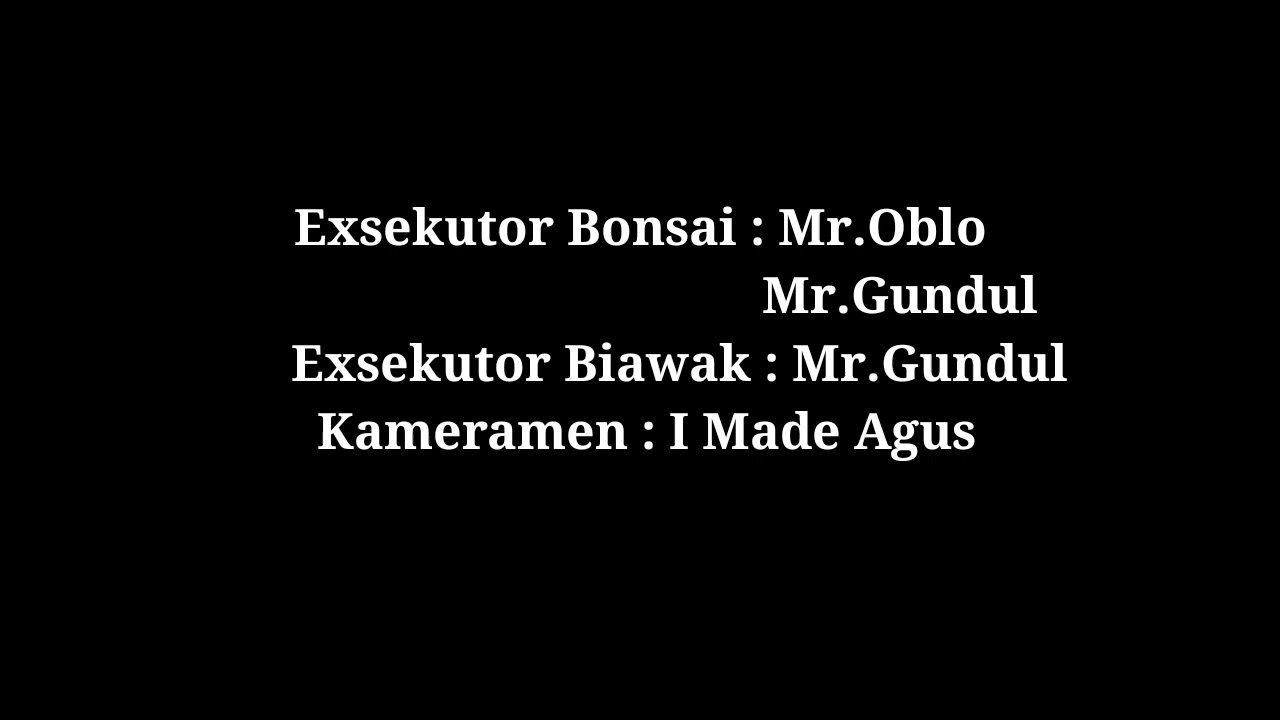 Exsekutor Bonsai : Mr.Oblo
Mr.Gundul
Exsekutor Biawak : Mr.Gundul
Kameramen : I Made Agus